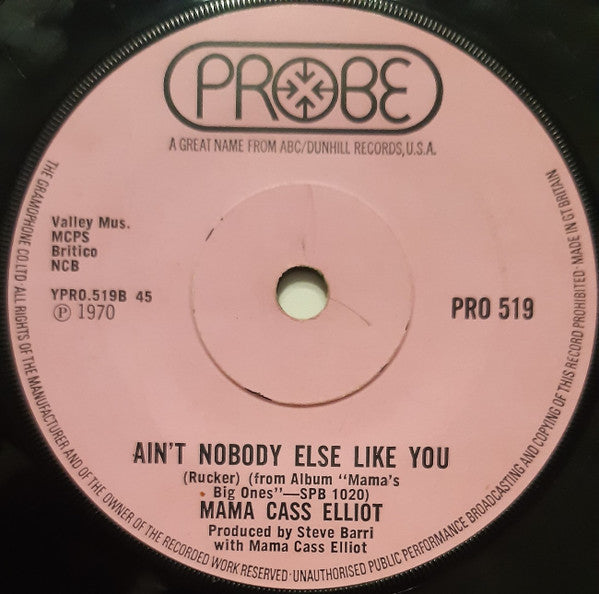 PROBE
A GREAT NAME FROM ABC/DUNHILL RECORDS, U.S.A.
Valley Mus.
MCPS
Britico
NCB
YPRO.519B 45
Ⓟ 1970
PRO 519
AIN'T NOBODY ELSE LIKE YOU
(Rucker) (from Album "Mama's
Big Ones"—SPB 1020)
MAMA CASS ELLIOT
Produced by Steve Barri
with Mama Cass Elliot
THE GRAMOPHONE CO.LTD·ALL RIGHTS OF THE MANUFACTURER AND OF THE OWNER OF THE RECORDED WORK RESERVED·UNAUTHORISED PUBLIC PERFORMANCE BROADCASTING AND COPYING OF THIS RECORD PROHIBITED·MADE IN GT BRITAIN